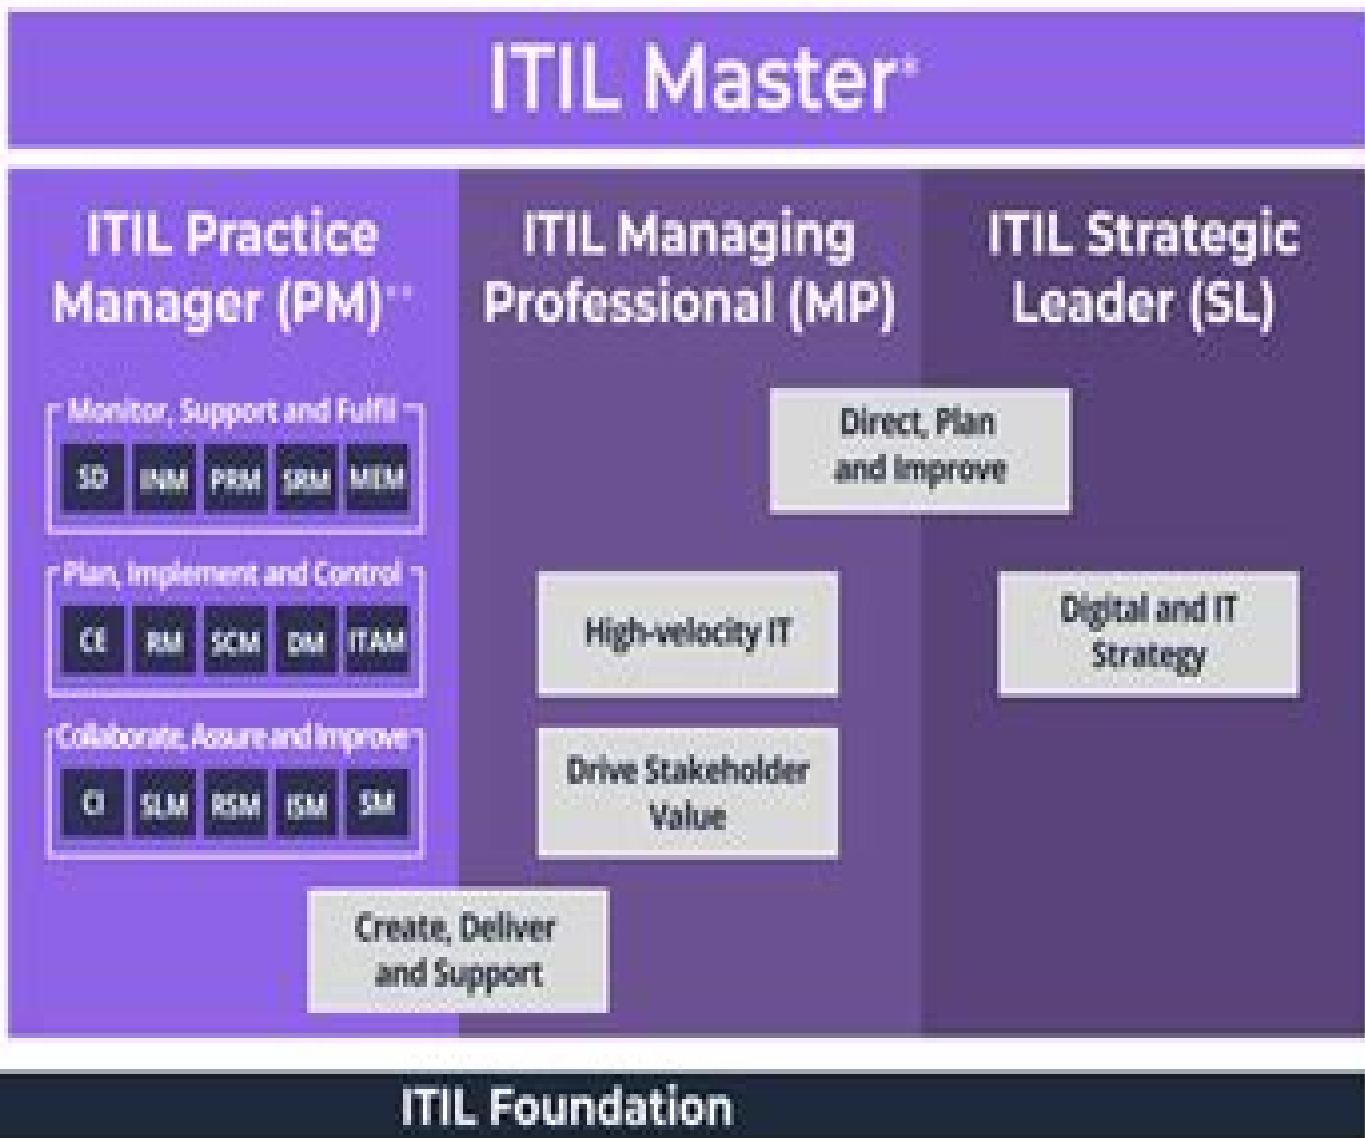 ITIL Master*
ITIL Practice
Manager (PM)**
Monitor, Support and Fulfil
SD INM PRM SRM MEM
Plan, Implement and Control
CE RM SCM DM ITAM
Collaborate, Assure and Improve
CI SLM RSM ISM SM
ITIL Managing
Professional (MP)
ITIL Strategic
Leader (SL)
Direct, Plan
and Improve
High-velocity IT
Digital and IT
Strategy
Drive Stakeholder
Value
Create, Deliver
and Support
ITIL Foundation